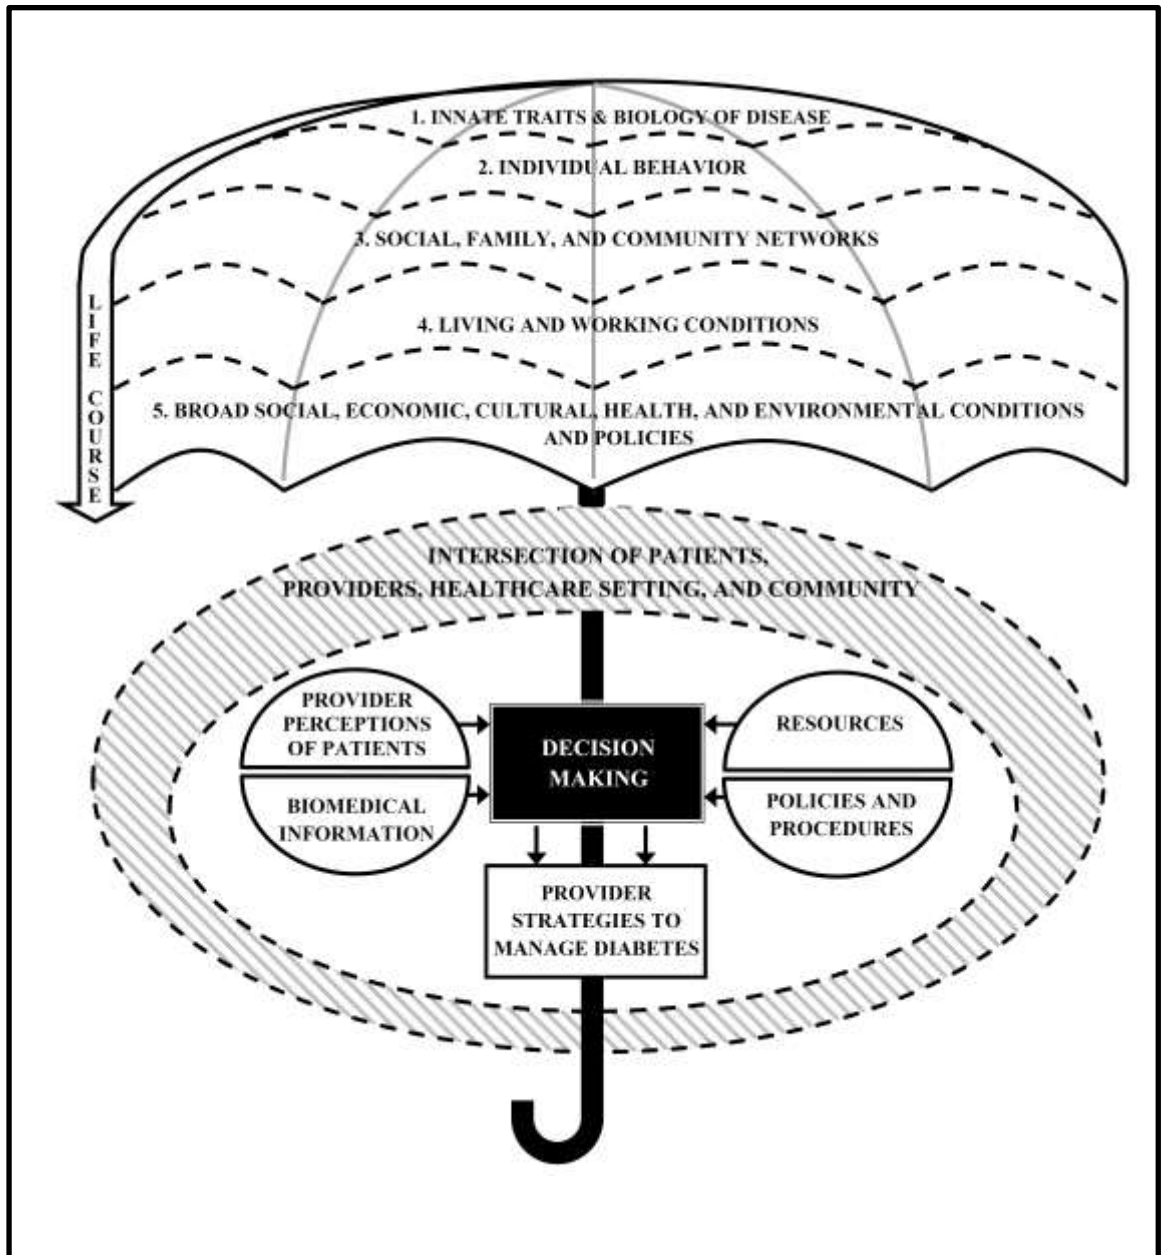 1. INNATE TRAITS & BIOLOGY OF DISEASE
2. INDIVIDUAL BEHAVIOR
3. SOCIAL, FAMILY, AND COMMUNITY NETWORKS
4. LIVING AND WORKING CONDITIONS
5. BROAD SOCIAL, ECONOMIC, CULTURAL, HEALTH, AND ENVIRONMENTAL CONDITIONS
AND POLICIES
LIFE COURSE
INTERSECTION OF PATIENTS,
PROVIDERS, HEALTHCARE SETTING, AND COMMUNITY
PROVIDER
PERCEPTIONS
OF PATIENTS
BIOMEDICAL
INFORMATION
DECISION
MAKING
RESOURCES
POLICIES AND
PROCEDURES
PROVIDER
STRATEGIES TO
MANAGE DIABETES